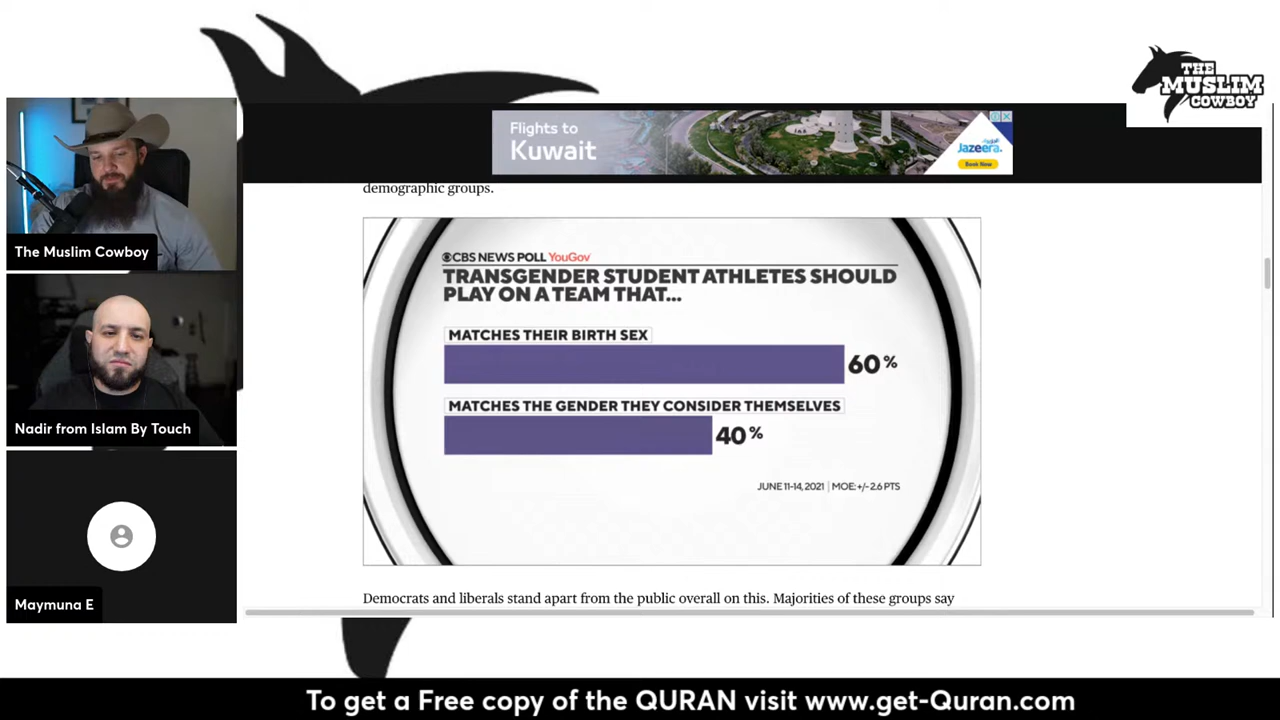 THE
MUSLIM
COWBOY
Flights to
Kuwait
Jazeera.
Book Now
demographic groups.
The Muslim Cowboy
CBS NEWS POLL YouGov
TRANSGENDER STUDENT ATHLETES SHOULD
PLAY ON A TEAM THAT...
MATCHES THEIR BIRTH SEX
60%
MATCHES THE GENDER THEY CONSIDER THEMSELVES
40%
Nadir from Islam By Touch
JUNE 11-14, 2021 | MOE: +/- 2.6 PTS
Maymuna E
Democrats and liberals stand apart from the public overall on this. Majorities of these groups say
To get a Free copy of the QURAN visit www.get-Quran.com